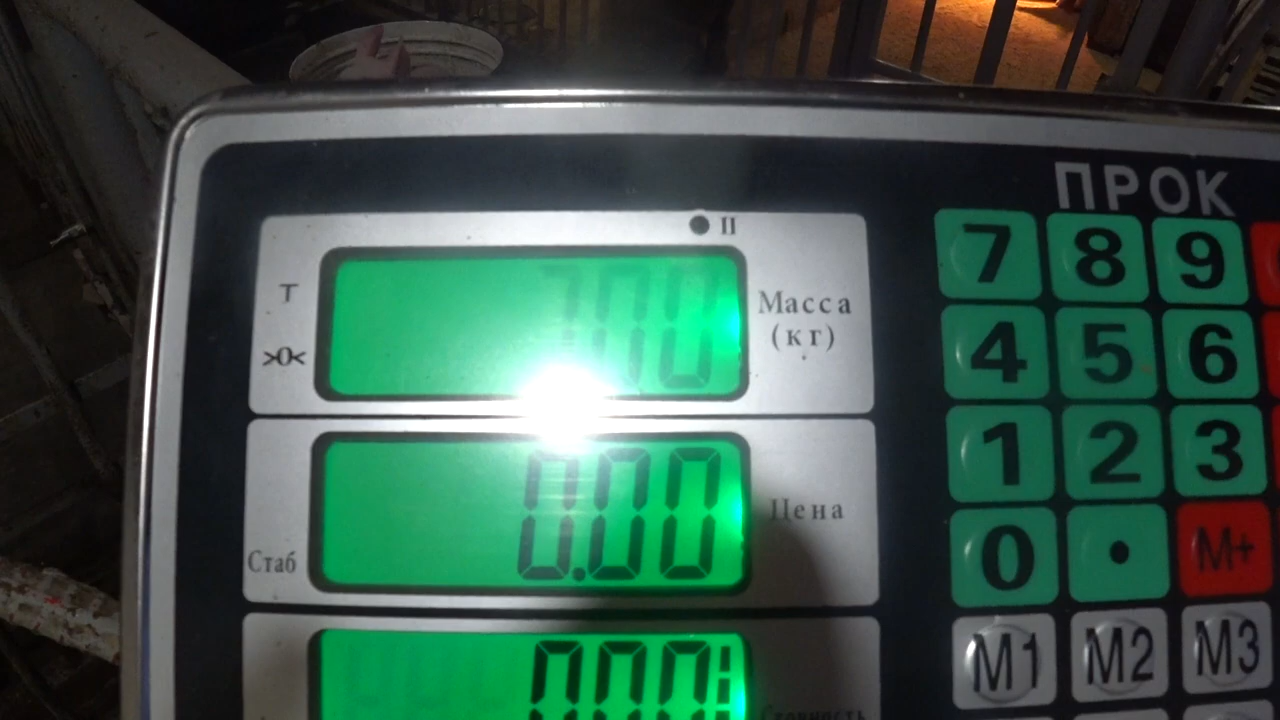 ПРОК
II
Т
Масса
(кг)
>0<
7 8 9
4 5 6
1 2 3
0.00
Цена
Стаб
0 . M+
M1 M2 M3